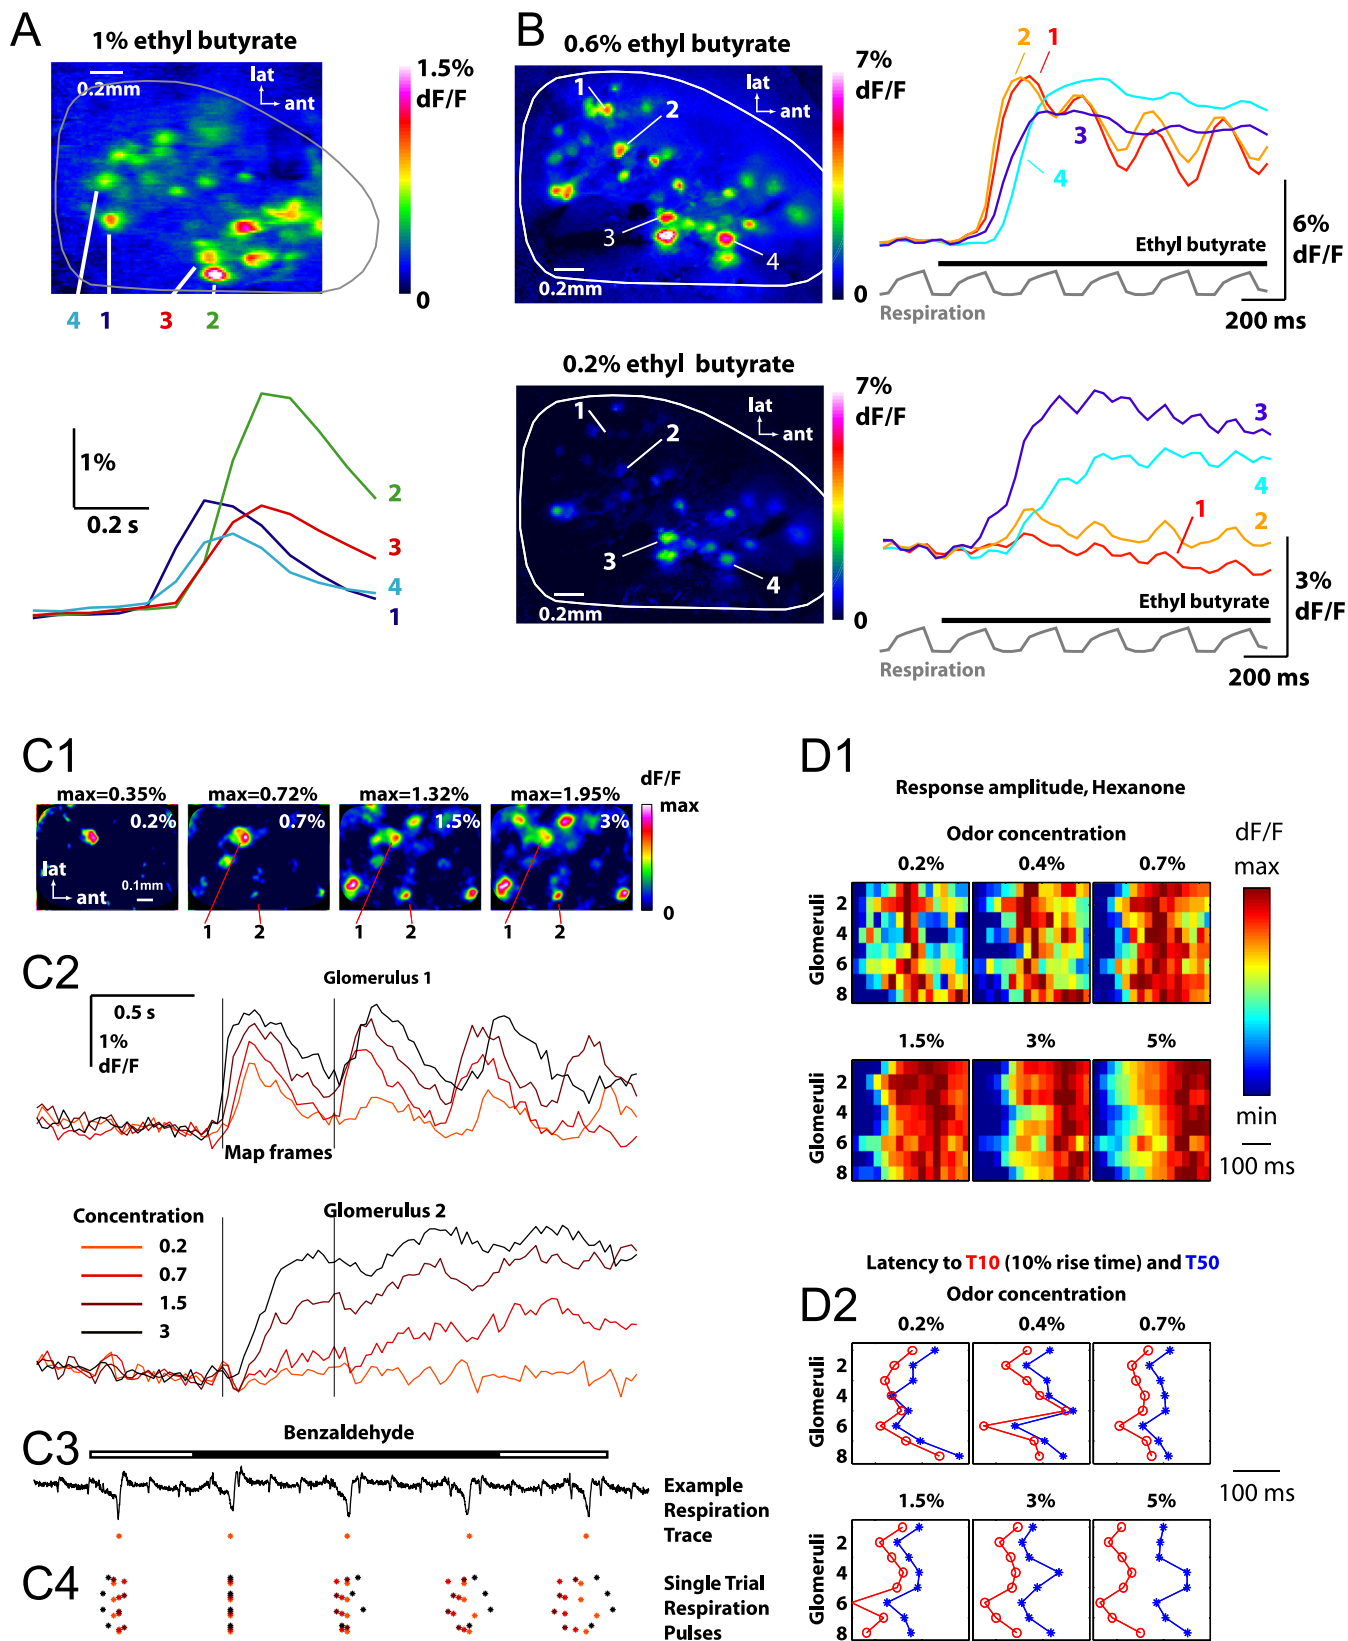 A
1% ethyl butyrate
0.2mm
lat
ant
1.5%
dF/F
0
4 1 3 2
1%
0.2 s
2
3
4
1
B
0.6% ethyl butyrate
1
2
3
4
lat
ant
0.2mm
7%
dF/F
0
2 1
3
4
6%
dF/F
Ethyl butyrate
Respiration
200 ms
0.2% ethyl butyrate
1
2
3
4
lat
ant
0.2mm
7%
dF/F
0
3
4
1
2
3%
dF/F
Ethyl butyrate
Respiration
200 ms
C1
dF/F
max=0.35% max=0.72% max=1.32% max=1.95%
max
0.2% 0.7% 1.5% 3%
lat
ant
0.1mm
0
1 2 1 2 1 2
C2
Glomerulus 1
0.5 s
1%
dF/F
Map frames
Glomerulus 2
Concentration
0.2
0.7
1.5
3
C3
Benzaldehyde
Example
Respiration
Trace
C4
Single Trial
Respiration
Pulses
D1
Response amplitude, Hexanone
Odor concentration
0.2% 0.4% 0.7%
Glomeruli
2
4
6
8
1.5% 3% 5%
Glomeruli
2
4
6
8
dF/F
max
min
100 ms
Latency to T10 (10% rise time) and T50
D2
Odor concentration
0.2% 0.4% 0.7%
Glomeruli
2
4
6
8
100 ms
1.5% 3% 5%
Glomeruli
2
4
6
8